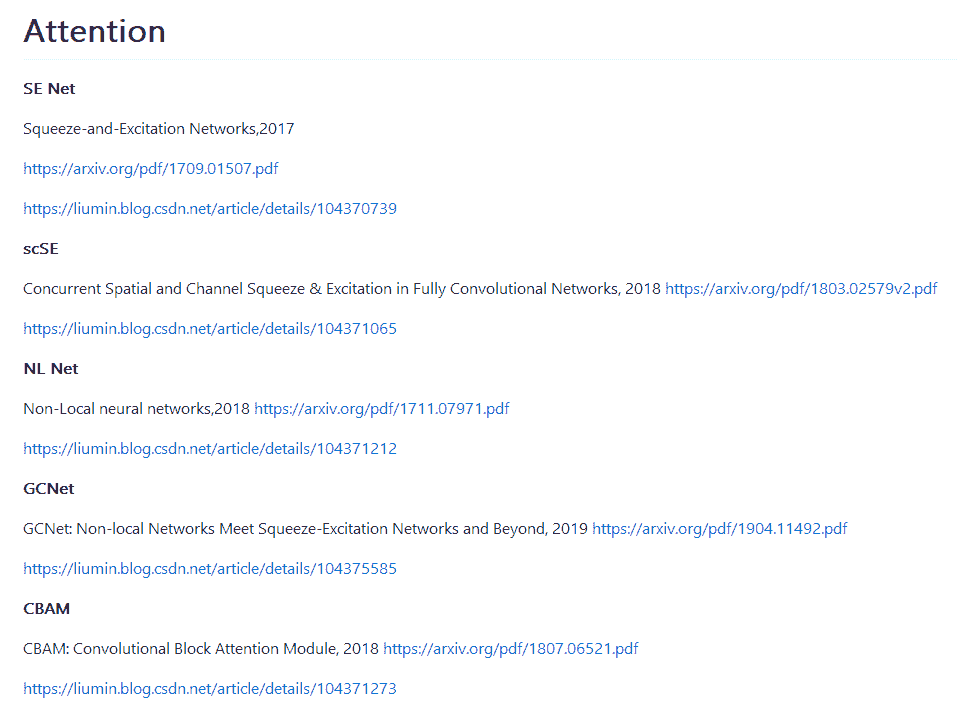 Attention
SE Net
Squeeze-and-Excitation Networks,2017
https://arxiv.org/pdf/1709.01507.pdf
https://liumin.blog.csdn.net/article/details/104370739
scSE
Concurrent Spatial and Channel Squeeze & Excitation in Fully Convolutional Networks, 2018 https://arxiv.org/pdf/1803.02579v2.pdf
https://liumin.blog.csdn.net/article/details/104371065
NL Net
Non-Local neural networks,2018 https://arxiv.org/pdf/1711.07971.pdf
https://liumin.blog.csdn.net/article/details/104371212
GCNet
GCNet: Non-local Networks Meet Squeeze-Excitation Networks and Beyond, 2019 https://arxiv.org/pdf/1904.11492.pdf
https://liumin.blog.csdn.net/article/details/104375585
CBAM
CBAM: Convolutional Block Attention Module, 2018 https://arxiv.org/pdf/1807.06521.pdf
https://liumin.blog.csdn.net/article/details/104371273